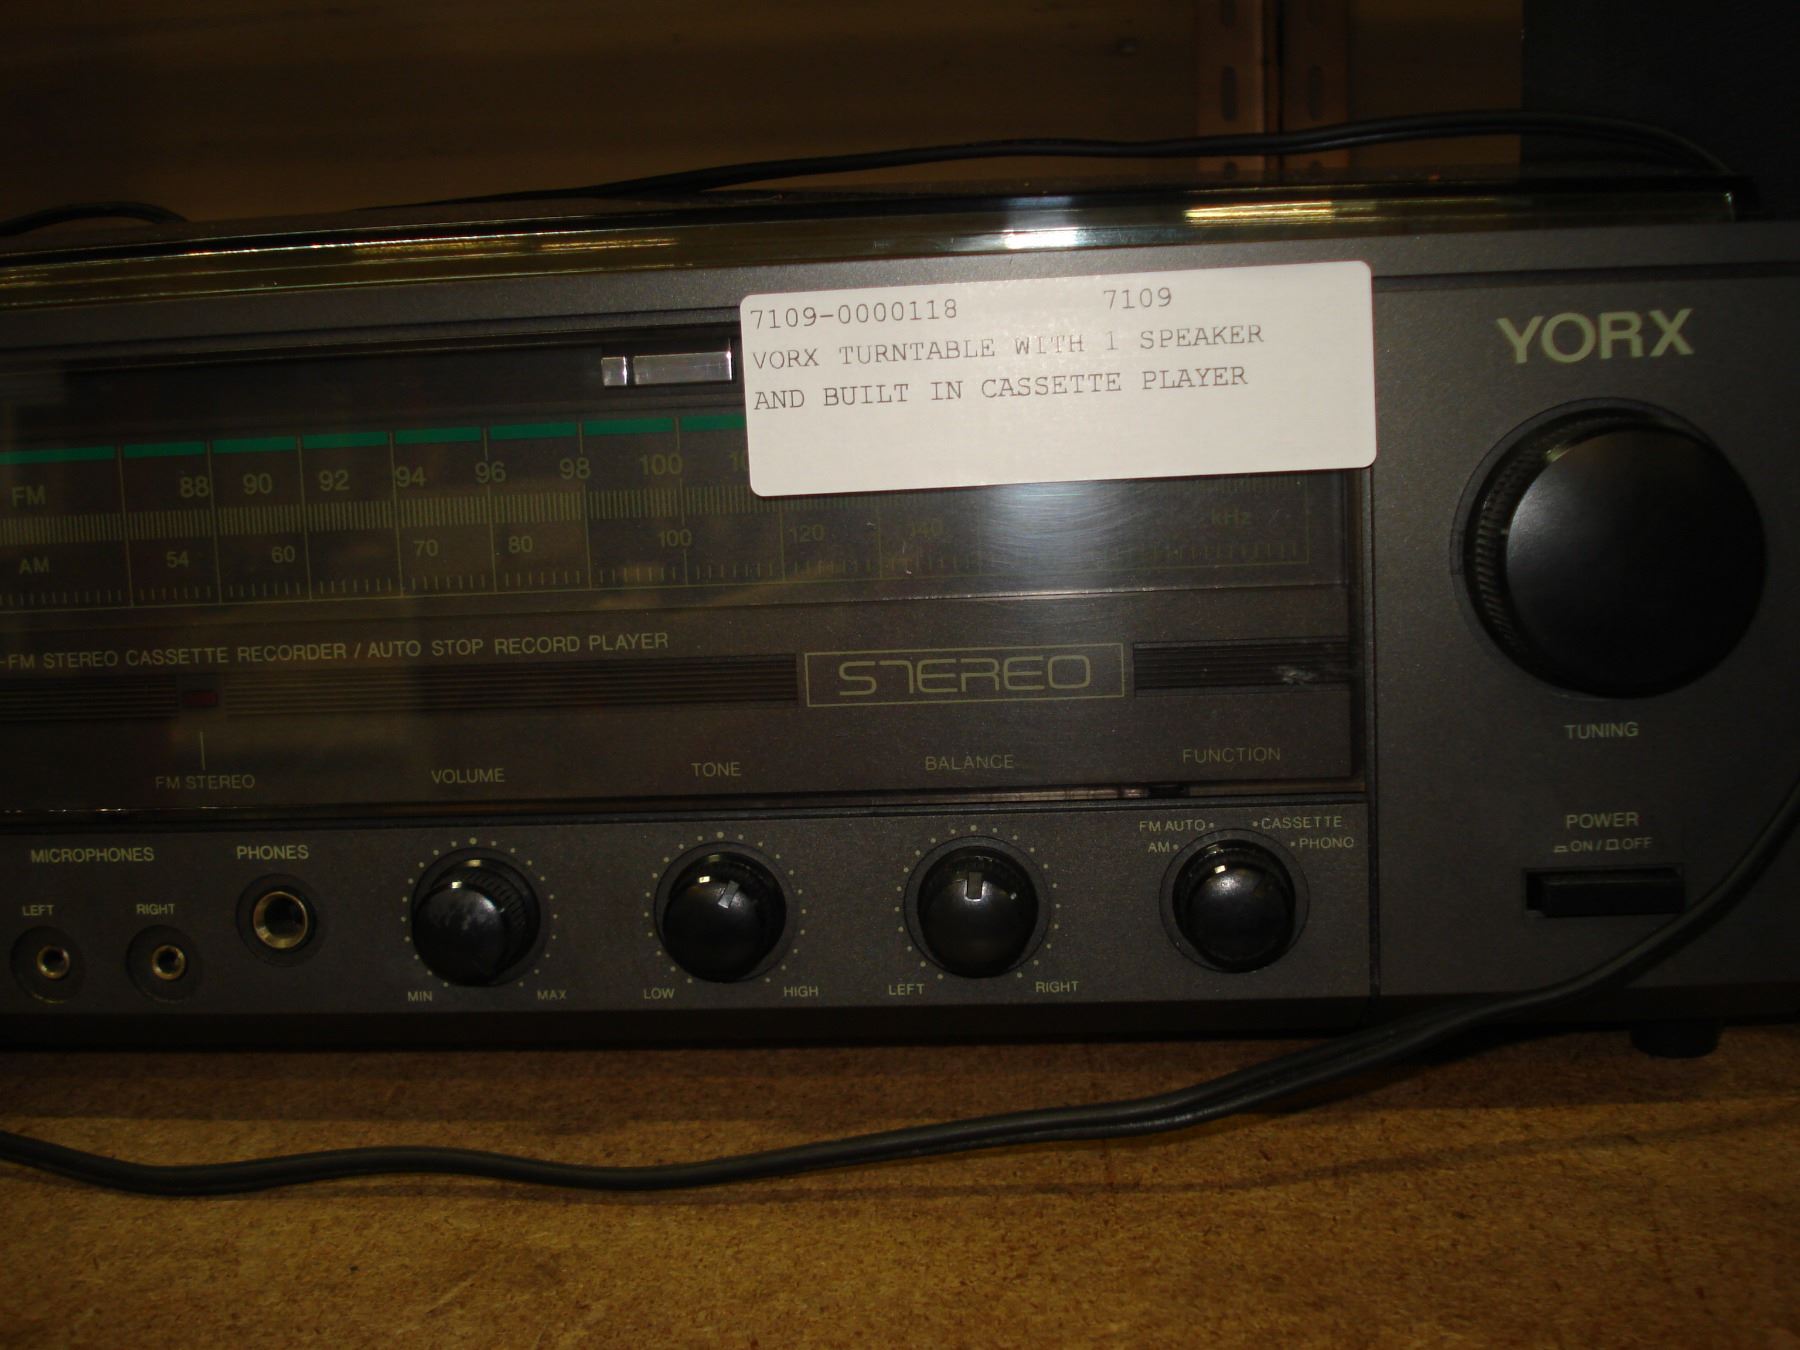 7109-0000118 7109
VORX TURNTABLE WITH 1 SPEAKER
AND BUILT IN CASSETTE PLAYER
YORX
FM 88 90 92 94 96 98 100
AM 54 60 70 80 100 120 140 kHz
-FM STEREO CASSETTE RECORDER / AUTO STOP RECORD PLAYER
STEREO
TUNING
FM STEREO VOLUME TONE BALANCE FUNCTION
POWER
ON / OFF
FM AUTO CASSETTE
AM PHONO
MICROPHONES PHONES
LEFT RIGHT
MIN MAX LOW HIGH LEFT RIGHT